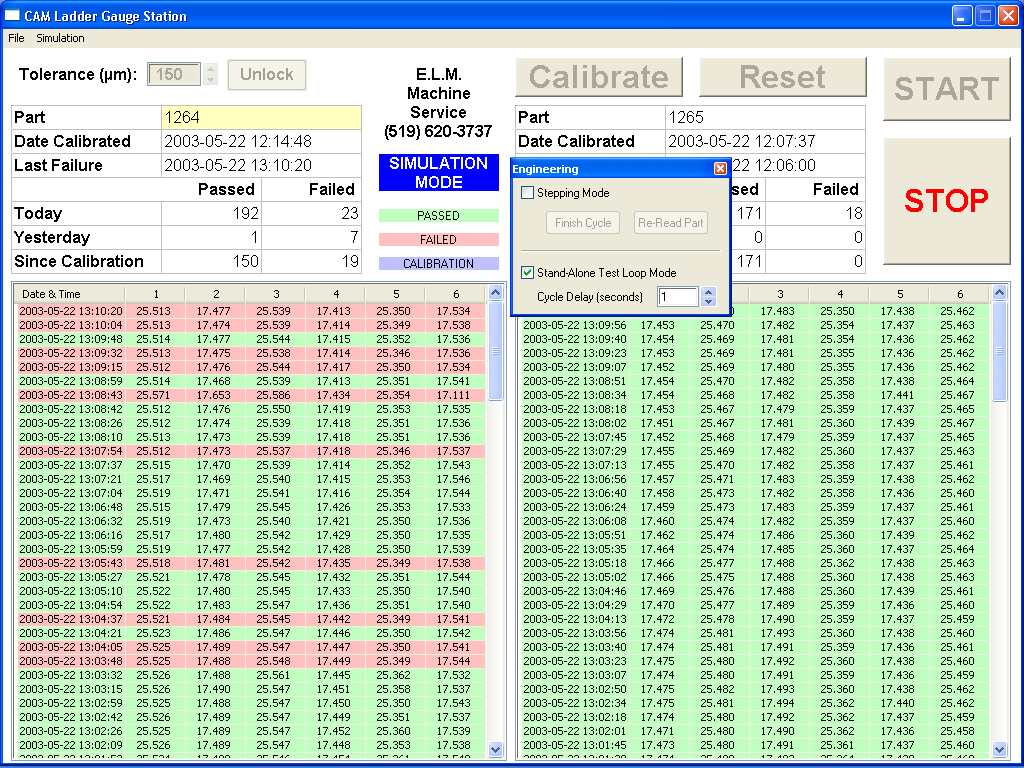 CAM Ladder Gauge Station
File Simulation
Tolerance (µm): 150 Unlock
E.L.M.
Machine
Service
(519) 620-3737
SIMULATION
MODE
PASSED
FAILED
CALIBRATION
Calibrate Reset START
STOP
Part 1264
Date Calibrated 2003-05-22 12:14:48
Last Failure 2003-05-22 13:10:20
Passed Failed
Today 192 23
Yesterday 1 7
Since Calibration 150 19
Part 1265
Date Calibrated 2003-05-22 12:07:37
22 12:06:00
sed Failed
171 18
0 0
171 0
Engineering
Stepping Mode
Finish Cycle Re-Read Part
Stand-Alone Test Loop Mode
Cycle Delay (seconds) 1
Date & Time 1 2 3 4 5 6
2003-05-22 13:10:20 25.513 17.477 25.539 17.413 25.350 17.534
2003-05-22 13:10:04 25.513 17.474 25.539 17.414 25.349 17.538
2003-05-22 13:09:48 25.514 17.477 25.544 17.415 25.352 17.536
2003-05-22 13:09:32 25.513 17.475 25.538 17.414 25.346 17.536
2003-05-22 13:09:15 25.512 17.476 25.544 17.417 25.350 17.534
2003-05-22 13:08:59 25.514 17.468 25.539 17.413 25.351 17.541
2003-05-22 13:08:43 25.571 17.653 25.586 17.434 25.354 17.111
2003-05-22 13:08:42 25.512 17.476 25.550 17.419 25.353 17.535
2003-05-22 13:08:26 25.512 17.474 25.539 17.418 25.351 17.536
2003-05-22 13:08:10 25.513 17.473 25.539 17.418 25.351 17.536
2003-05-22 13:07:54 25.512 17.473 25.537 17.418 25.346 17.537
2003-05-22 13:07:37 25.515 17.470 25.539 17.414 25.352 17.543
2003-05-22 13:07:21 25.517 17.469 25.540 17.415 25.353 17.546
2003-05-22 13:07:04 25.519 17.471 25.541 17.416 25.354 17.544
2003-05-22 13:06:48 25.515 17.479 25.545 17.426 25.353 17.533
2003-05-22 13:06:32 25.519 17.473 25.540 17.421 25.350 17.536
2003-05-22 13:06:16 25.517 17.480 25.542 17.429 25.350 17.535
2003-05-22 13:05:59 25.519 17.477 25.542 17.428 25.350 17.539
2003-05-22 13:05:43 25.518 17.481 25.542 17.435 25.349 17.538
2003-05-22 13:05:27 25.521 17.478 25.545 17.432 25.351 17.544
2003-05-22 13:05:10 25.522 17.480 25.545 17.433 25.350 17.540
2003-05-22 13:04:54 25.522 17.483 25.547 17.436 25.351 17.540
2003-05-22 13:04:37 25.521 17.484 25.545 17.442 25.349 17.541
2003-05-22 13:04:21 25.523 17.486 25.547 17.446 25.350 17.542
2003-05-22 13:04:05 25.525 17.489 25.547 17.447 25.350 17.541
2003-05-22 13:03:48 25.525 17.488 25.548 17.449 25.349 17.544
2003-05-22 13:03:32 25.526 17.488 25.561 17.445 25.362 17.532
2003-05-22 13:03:15 25.526 17.490 25.547 17.451 25.358 17.537
2003-05-22 13:02:59 25.525 17.488 25.547 17.450 25.350 17.543
2003-05-22 13:02:42 25.526 17.489 25.547 17.449 25.351 17.537
2003-05-22 13:02:26 25.525 17.489 25.547 17.452 25.360 17.539
2003-05-22 13:02:09 25.526 17.489 25.547 17.448 25.353 17.538
3 4 5 6
17.483 25.350 17.438 25.462
2003-05-22 13:09:56 17.453 25.470 17.482 25.354 17.437 25.463
2003-05-22 13:09:40 17.454 25.469 17.481 25.354 17.436 25.462
2003-05-22 13:09:23 17.453 25.469 17.481 25.355 17.436 25.462
2003-05-22 13:09:07 17.452 25.469 17.480 25.355 17.436 25.462
2003-05-22 13:08:51 17.454 25.470 17.482 25.358 17.438 25.464
2003-05-22 13:08:34 17.454 25.468 17.482 25.358 17.441 25.467
2003-05-22 13:08:18 17.453 25.467 17.479 25.359 17.437 25.465
2003-05-22 13:08:02 17.451 25.467 17.481 25.360 17.439 25.467
2003-05-22 13:07:45 17.452 25.468 17.479 25.359 17.437 25.465
2003-05-22 13:07:29 17.455 25.469 17.482 25.360 17.437 25.463
2003-05-22 13:07:13 17.455 25.470 17.482 25.358 17.437 25.461
2003-05-22 13:06:56 17.457 25.471 17.483 25.359 17.436 25.460
2003-05-22 13:06:40 17.458 25.473 17.482 25.358 17.436 25.460
2003-05-22 13:06:24 17.459 25.473 17.483 25.359 17.437 25.461
2003-05-22 13:06:08 17.460 25.474 17.482 25.359 17.437 25.460
2003-05-22 13:05:51 17.462 25.474 17.486 25.360 17.439 25.462
2003-05-22 13:05:35 17.464 25.474 17.485 25.360 17.437 25.464
2003-05-22 13:05:18 17.466 25.477 17.488 25.362 17.438 25.463
2003-05-22 13:05:02 17.466 25.475 17.488 25.360 17.438 25.462
2003-05-22 13:04:46 17.469 25.476 17.488 25.360 17.439 25.461
2003-05-22 13:04:29 17.470 25.477 17.489 25.359 17.436 25.460
2003-05-22 13:04:13 17.472 25.478 17.490 25.359 17.437 25.459
2003-05-22 13:03:56 17.474 25.481 17.493 25.360 17.438 25.460
2003-05-22 13:03:40 17.474 25.481 17.491 25.359 17.436 25.461
2003-05-22 13:03:23 17.475 25.480 17.492 25.360 17.438 25.460
2003-05-22 13:03:07 17.474 25.480 17.491 25.359 17.436 25.462
2003-05-22 13:02:50 17.475 25.482 17.493 25.360 17.438 25.462
2003-05-22 13:02:34 17.475 25.481 17.494 25.362 17.440 25.462
2003-05-22 13:02:18 17.474 25.480 17.492 25.362 17.437 25.459
2003-05-22 13:02:01 17.471 25.480 17.490 25.362 17.436 25.458
2003-05-22 13:01:45 17.473 25.480 17.491 25.361 17.437 25.460